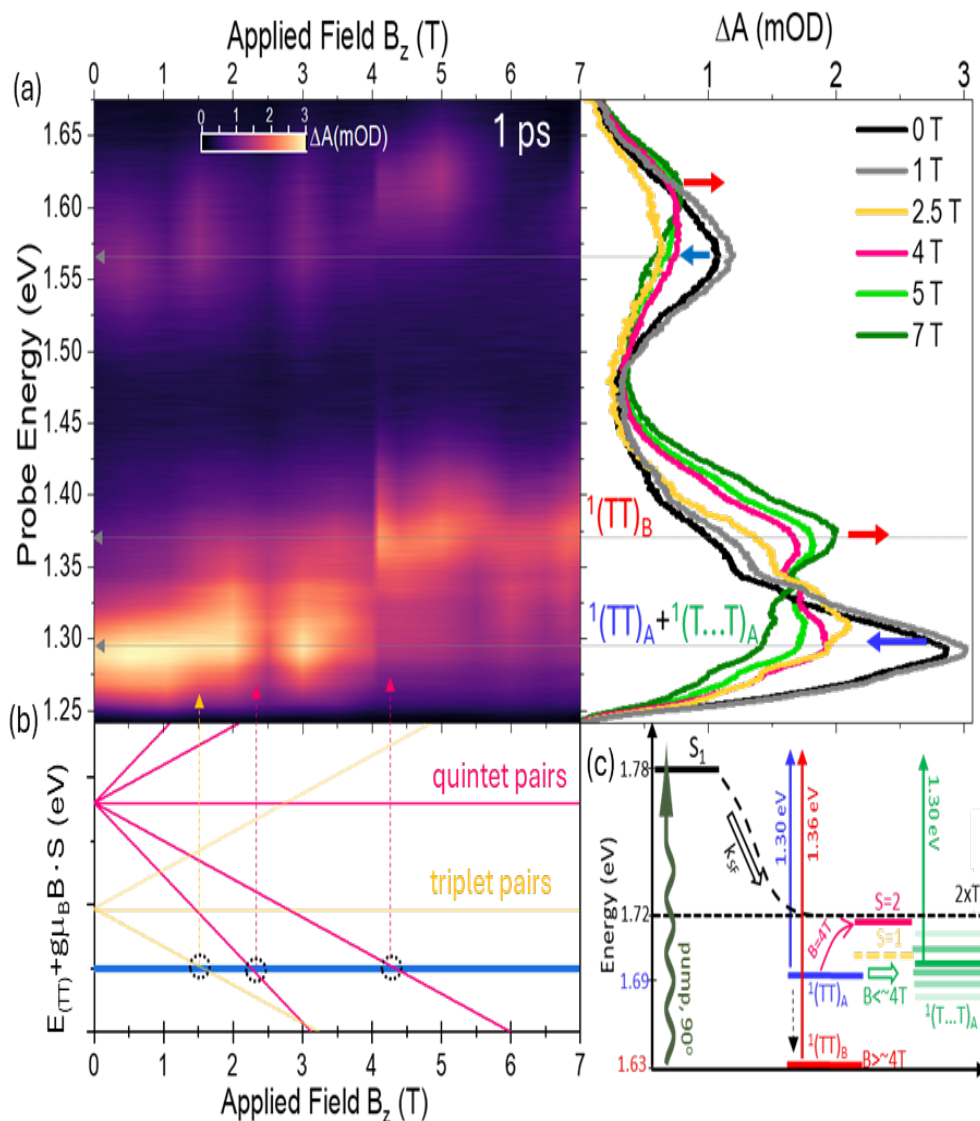 Applied Field B_z (T)
0 1 2 3 4 5 6 7
ΔA (mOD)
1 2 3
(a)
0 1 2 3
ΔA(mOD)
1 ps
Probe Energy (eV)
1.65
1.60
1.55
1.50
1.45
1.40
1.35
1.30
1.25
0 T
1 T
2.5 T
4 T
5 T
7 T
¹(TT)_B
¹(TT)_A+¹(T...T)_A
(b)
E_(TT)+gμ_BB · S (eV)
quintet pairs
triplet pairs
0 1 2 3 4 5 6 7
Applied Field B_z (T)
(c)
Energy (eV)
1.78
1.72
1.69
1.63
S₁
k_SF
pump, 90°
1.30 eV
1.36 eV
1.30 eV
2xT
S=2
S=1
B=4T
¹(TT)_A
B<~4T
¹(T...T)_A
¹(TT)_B
B>~4T